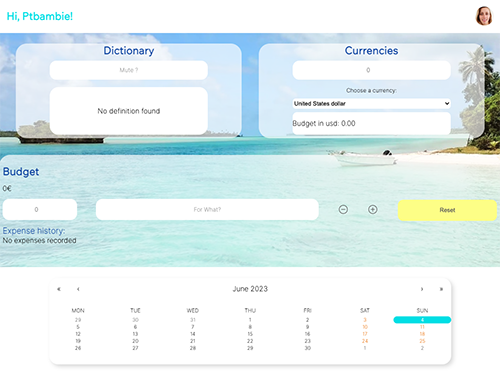 Hi, Ptbambie!
Dictionary
Mute ?
No definition found
Currencies
0
Choose a currency:
United States dollar
Budget in usd: 0.00
Budget
0€
0
For What?
Reset
Expense history:
No expenses recorded
« ‹ June 2023 › »
MON TUE WED THU FRI SAT SUN
29 30 31 1 2 3 4
5 6 7 8 9 10 11
12 13 14 15 16 17 18
19 20 21 22 23 24 25
26 27 28 29 30 1 2